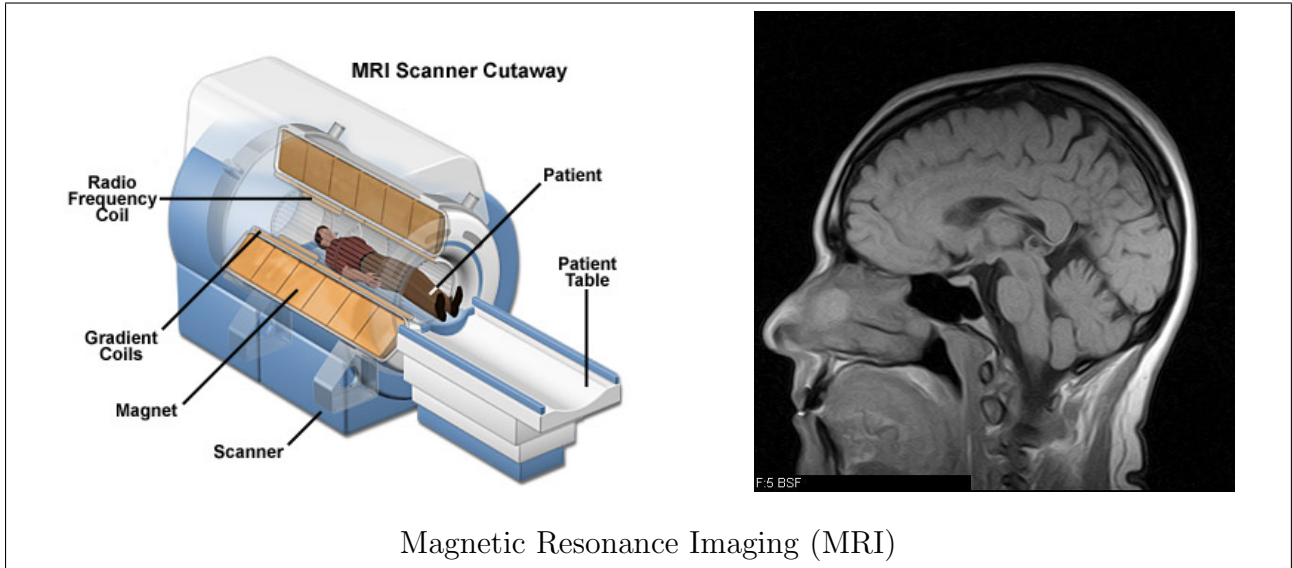 MRI Scanner Cutaway
Radio
Frequency
Coil
Patient
Patient
Table
Gradient
Coils
Magnet
Scanner
F:5 BSF
Magnetic Resonance Imaging (MRI)